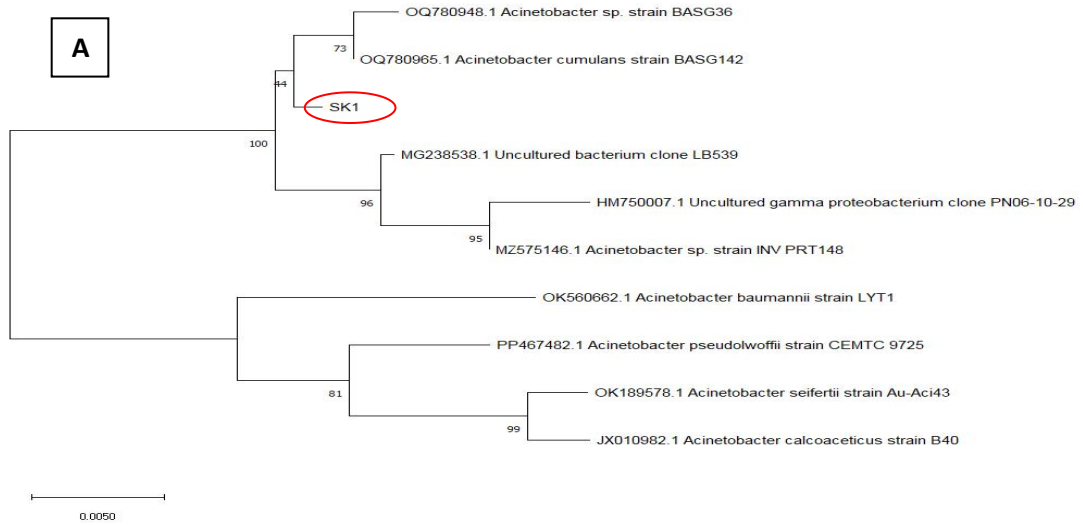 A
OQ780948.1 Acinetobacter sp. strain BASG36
73
OQ780965.1 Acinetobacter cumulans strain BASG142
44
SK1
100
MG238538.1 Uncultured bacterium clone LB539
96
HM750007.1 Uncultured gamma proteobacterium clone PN06-10-29
95
MZ575146.1 Acinetobacter sp. strain INV PRT148
OK560662.1 Acinetobacter baumannii strain LYT1
PP467482.1 Acinetobacter pseudolwoffii strain CEMTC 9725
81
OK189578.1 Acinetobacter seifertii strain Au-Aci43
99
JX010982.1 Acinetobacter calcoaceticus strain B40
0.0050